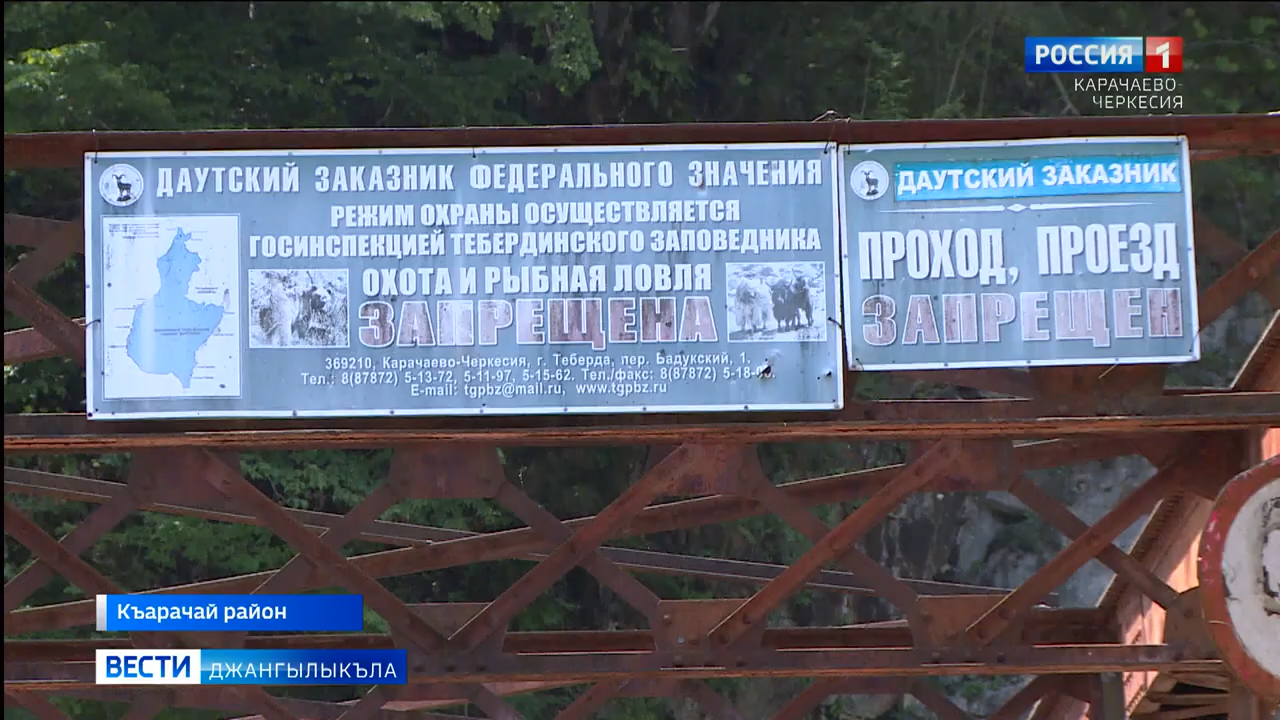 РОССИЯ 1
КАРАЧАЕВО-
ЧЕРКЕСИЯ
ДАУТСКИЙ ЗАКАЗНИК ФЕДЕРАЛЬНОГО ЗНАЧЕНИЯ
РЕЖИМ ОХРАНЫ ОСУЩЕСТВЛЯЕТСЯ
ГОСИНСПЕКЦИЕЙ ТЕБЕРДИНСКОГО ЗАПОВЕДНИКА
ОХОТА И РЫБНАЯ ЛОВЛЯ
ЗАПРЕЩЕНА
369210, Карачаево-Черкесия, г. Теберда, пер. Бадукский, 1.
Тел.: 8(87872) 5-13-72, 5-11-97, 5-15-62. Тел./факс: 8(87872)
E-mail: tgpbz@mail.ru, www.tgpbz.ru
ДАУТСКИЙ ЗАКАЗНИК
ПРОХОД, ПРОЕЗД
ЗАПРЕЩЕН
Къарачай район
ВЕСТИ ДЖАНГЫЛЫКЪЛА